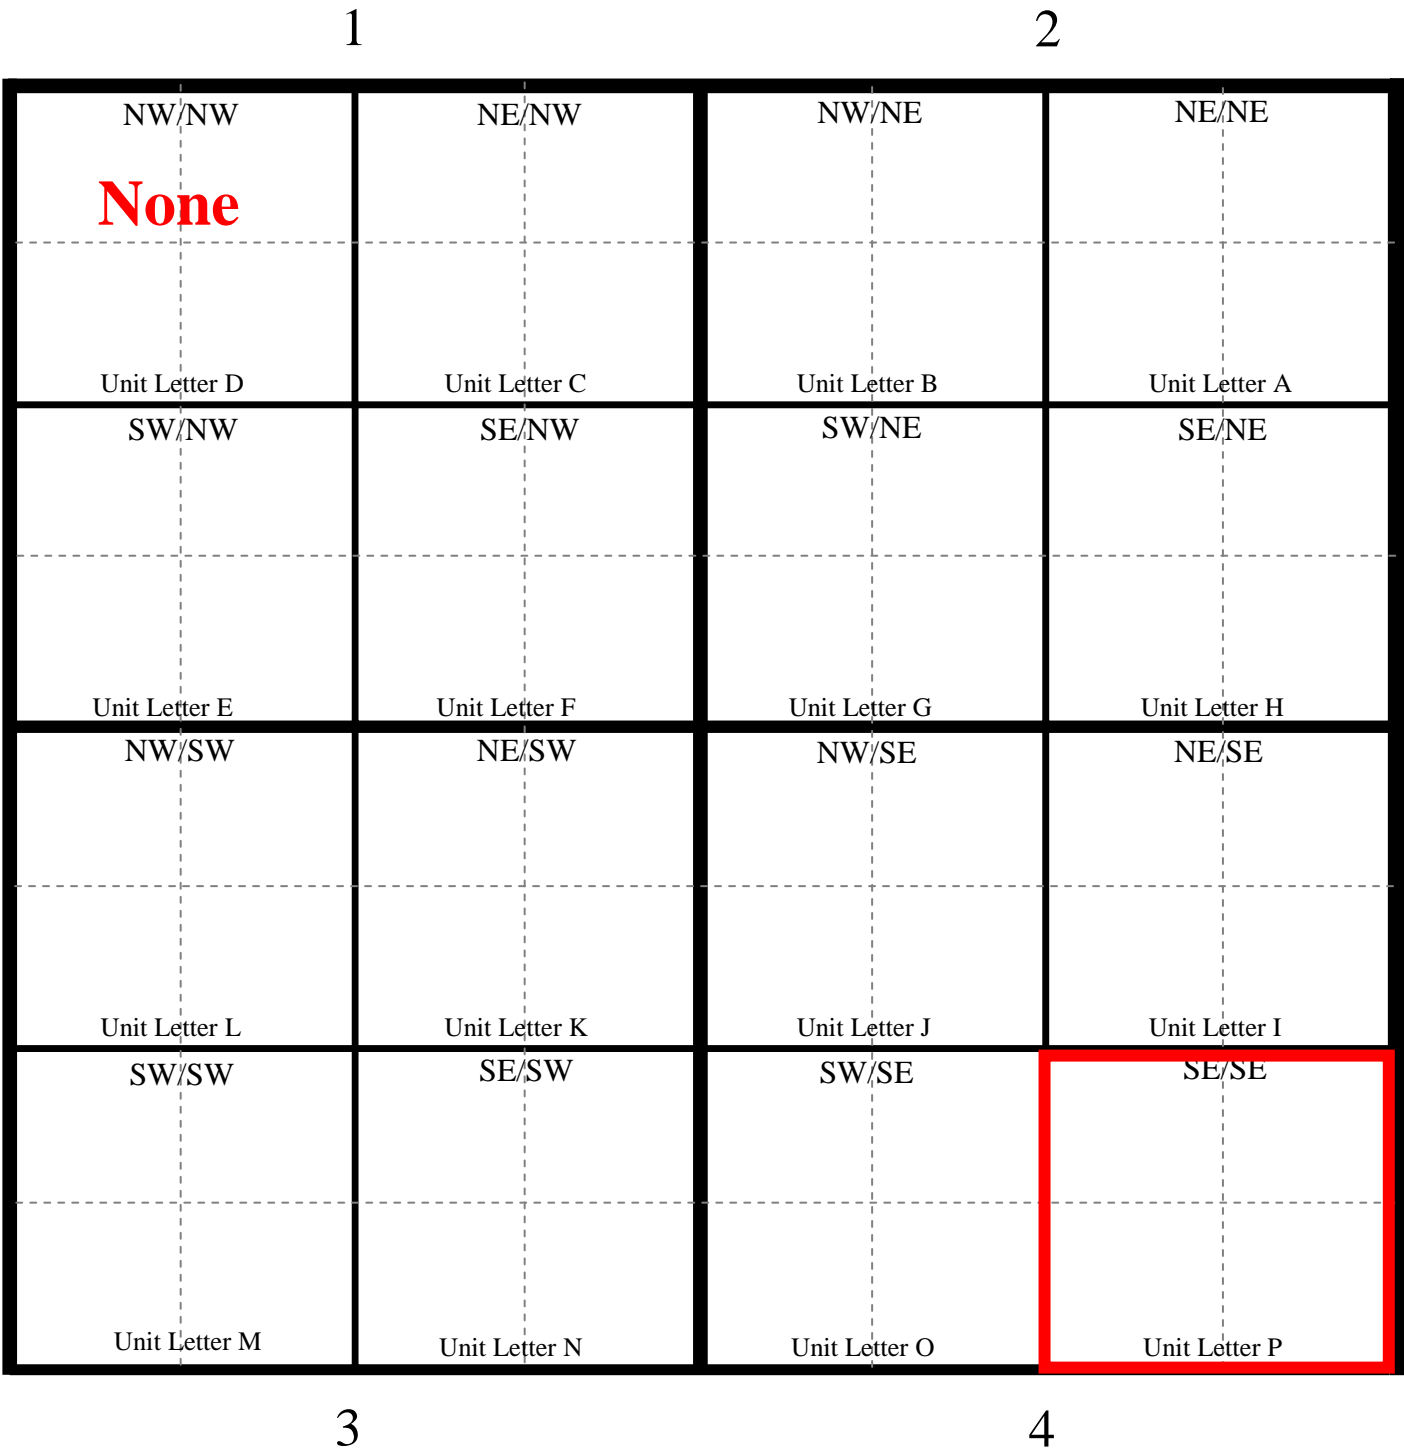 1 2
NW/NW NE/NW NW/NE NE/NE
None
Unit Letter D Unit Letter C Unit Letter B Unit Letter A
SW/NW SE/NW SW/NE SE/NE
Unit Letter E Unit Letter F Unit Letter G Unit Letter H
NW/SW NE/SW NW/SE NE/SE
Unit Letter L Unit Letter K Unit Letter J Unit Letter I
SW/SW SE/SW SW/SE SE/SE
Unit Letter M Unit Letter N Unit Letter O Unit Letter P
3 4